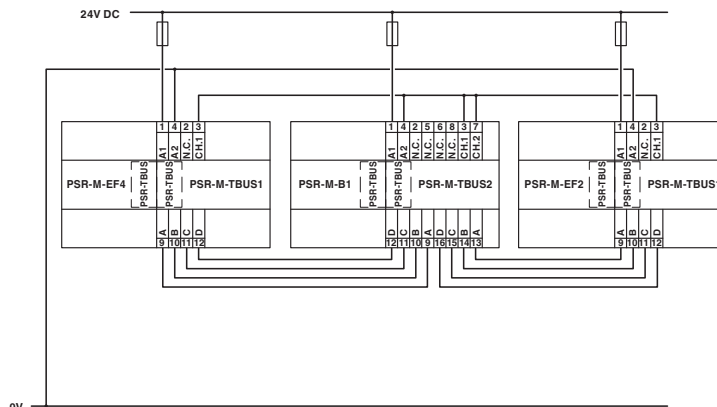 24V DC
1 4 2 3
A1 A2 N.C. CH.1
1 4 2 5 6 8 3 7
A1 A2 N.C. N.C. N.C. N.C. CH.1 CH.2
1 4 2 3
A1 A2 N.C. CH.1
PSR-M-EF4 PSR-TBUS PSR-TBUS PSR-M-TBUS1
PSR-M-B1 PSR-TBUS PSR-TBUS PSR-M-TBUS2
PSR-M-EF2 PSR-TBUS PSR-TBUS PSR-M-TBUS1
A B C D
9 10 11 12
D C B A D C B A
12 11 10 9 16 15 14 13
A B C D
9 10 11 12
0V